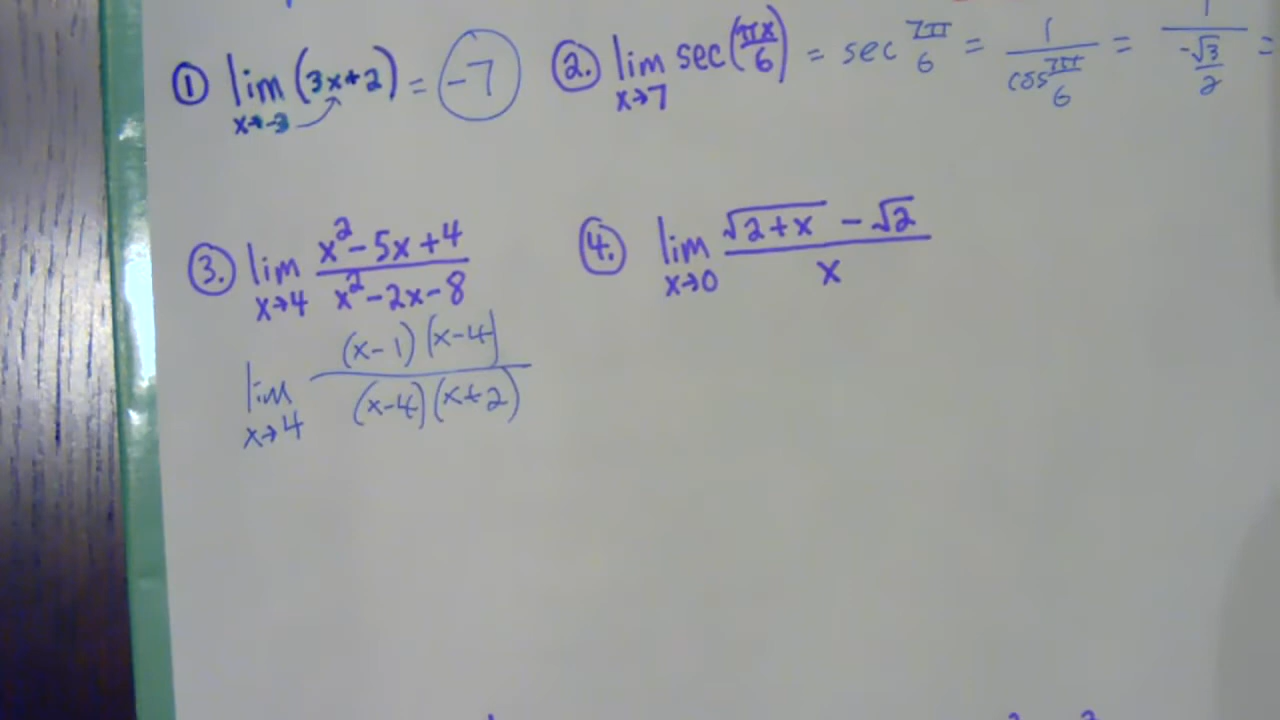 ① lim (3x+2) = -7
x→-3
②. lim sec(πx/6) = sec 7π/6 = 1/(cos 7π/6) = 1/(-√3/2) =
x→7
③. lim (x²-5x+4)/(x²-2x-8)
x→4
④. lim (√(2+x) - √2)/x
x→0
lim (x-1)(x-4)/(x-4)(x+2)
x→4